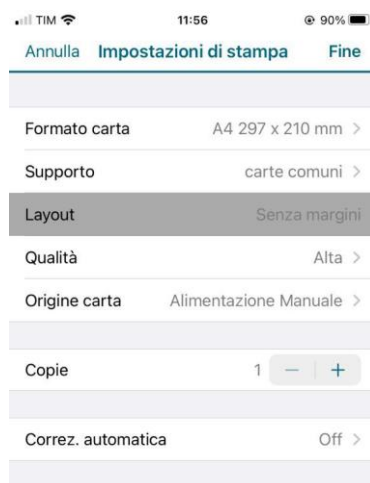 TIM 11:56 90%
Annulla Impostazioni di stampa Fine
Formato carta A4 297 x 210 mm >
Supporto carte comuni >
Layout Senza margini
Qualità Alta >
Origine carta Alimentazione Manuale >
Copie 1 − +
Correz. automatica Off >